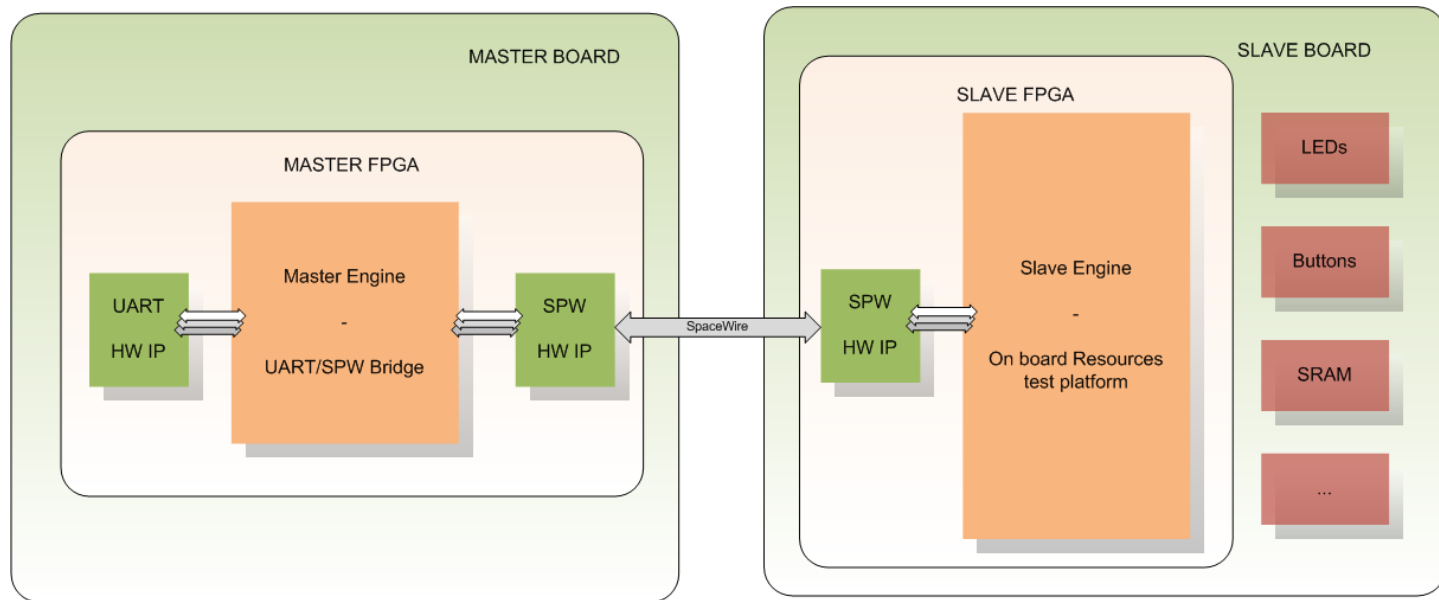 MASTER BOARD
MASTER FPGA
UART
HW IP
Master Engine
-
UART/SPW Bridge
SPW
HW IP
SpaceWire
SLAVE BOARD
SLAVE FPGA
SPW
HW IP
Slave Engine
-
On board Resources
test platform
LEDs
Buttons
SRAM
...